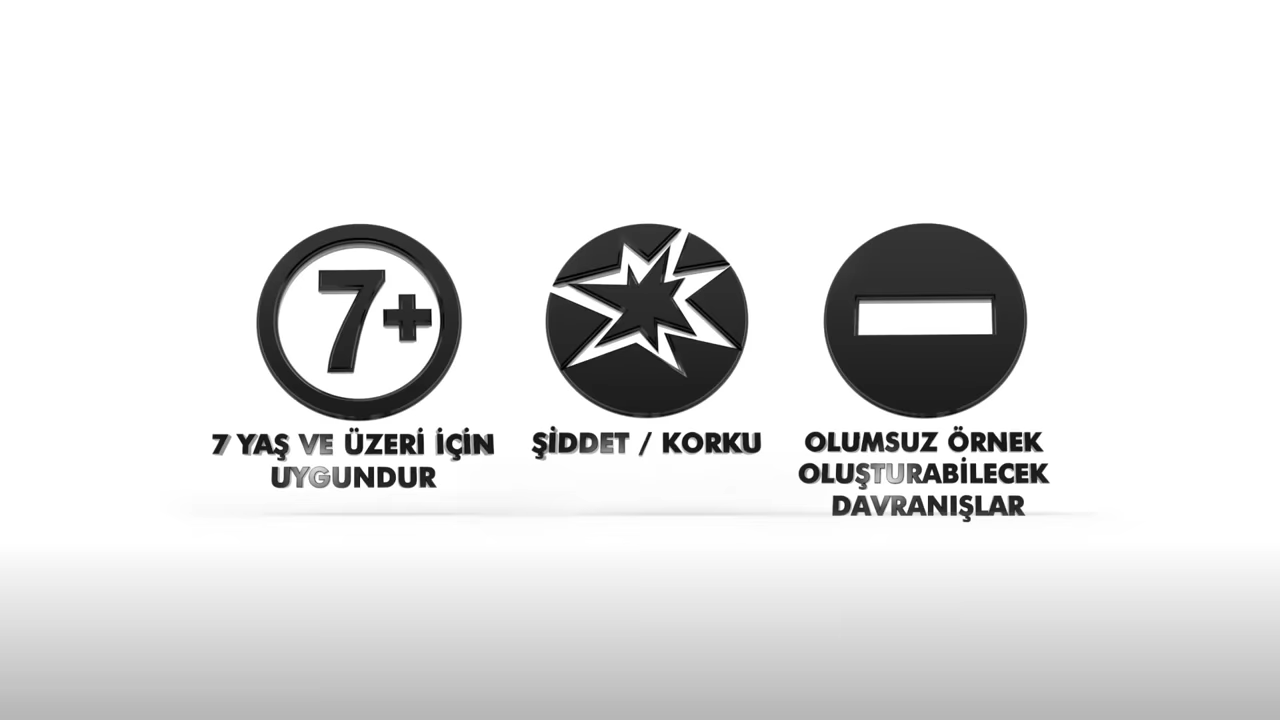 7+
7 YAŞ VE ÜZERİ İÇİN
UYGUNDUR
ŞİDDET / KORKU
OLUMSUZ ÖRNEK
OLUŞTURABİLECEK
DAVRANIŞLAR